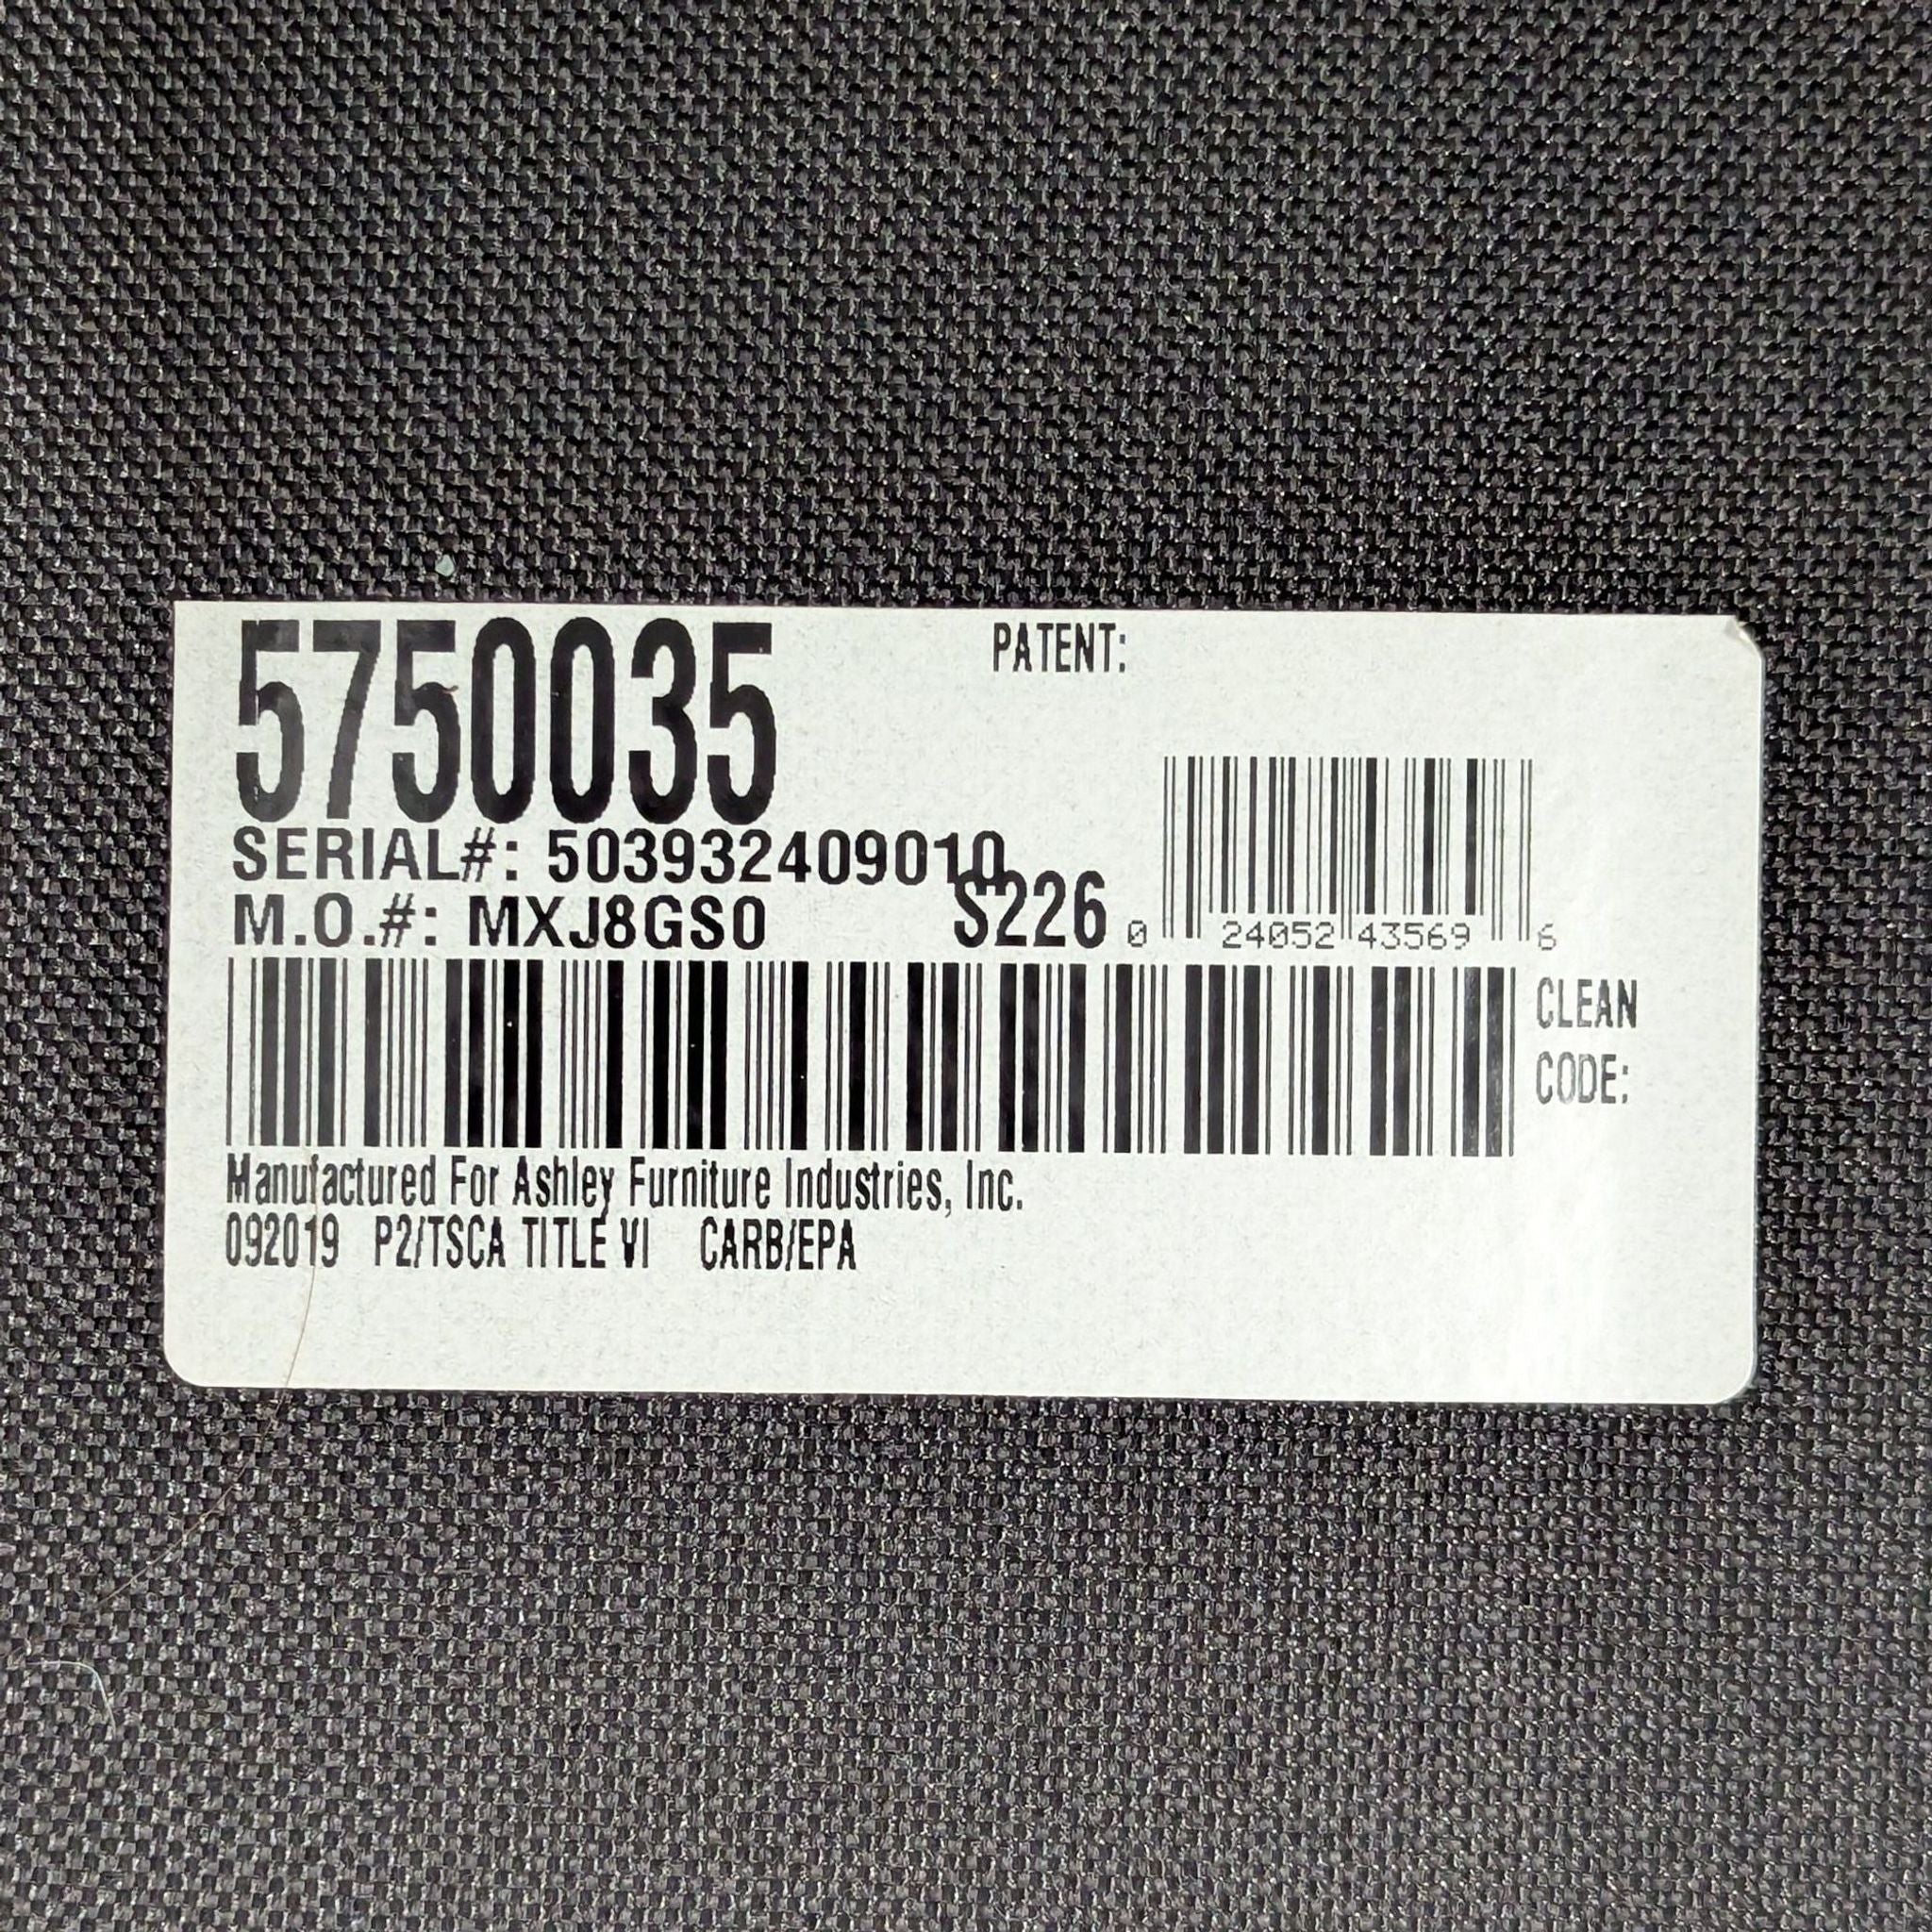 5750035
PATENT:
SERIAL#: 503932409010
M.O.#: MXJ8GS0
S226
0 24052 43569 6
CLEAN
CODE:
Manufactured For Ashley Furniture Industries, Inc.
092019 P2/TSCA TITLE VI CARB/EPA